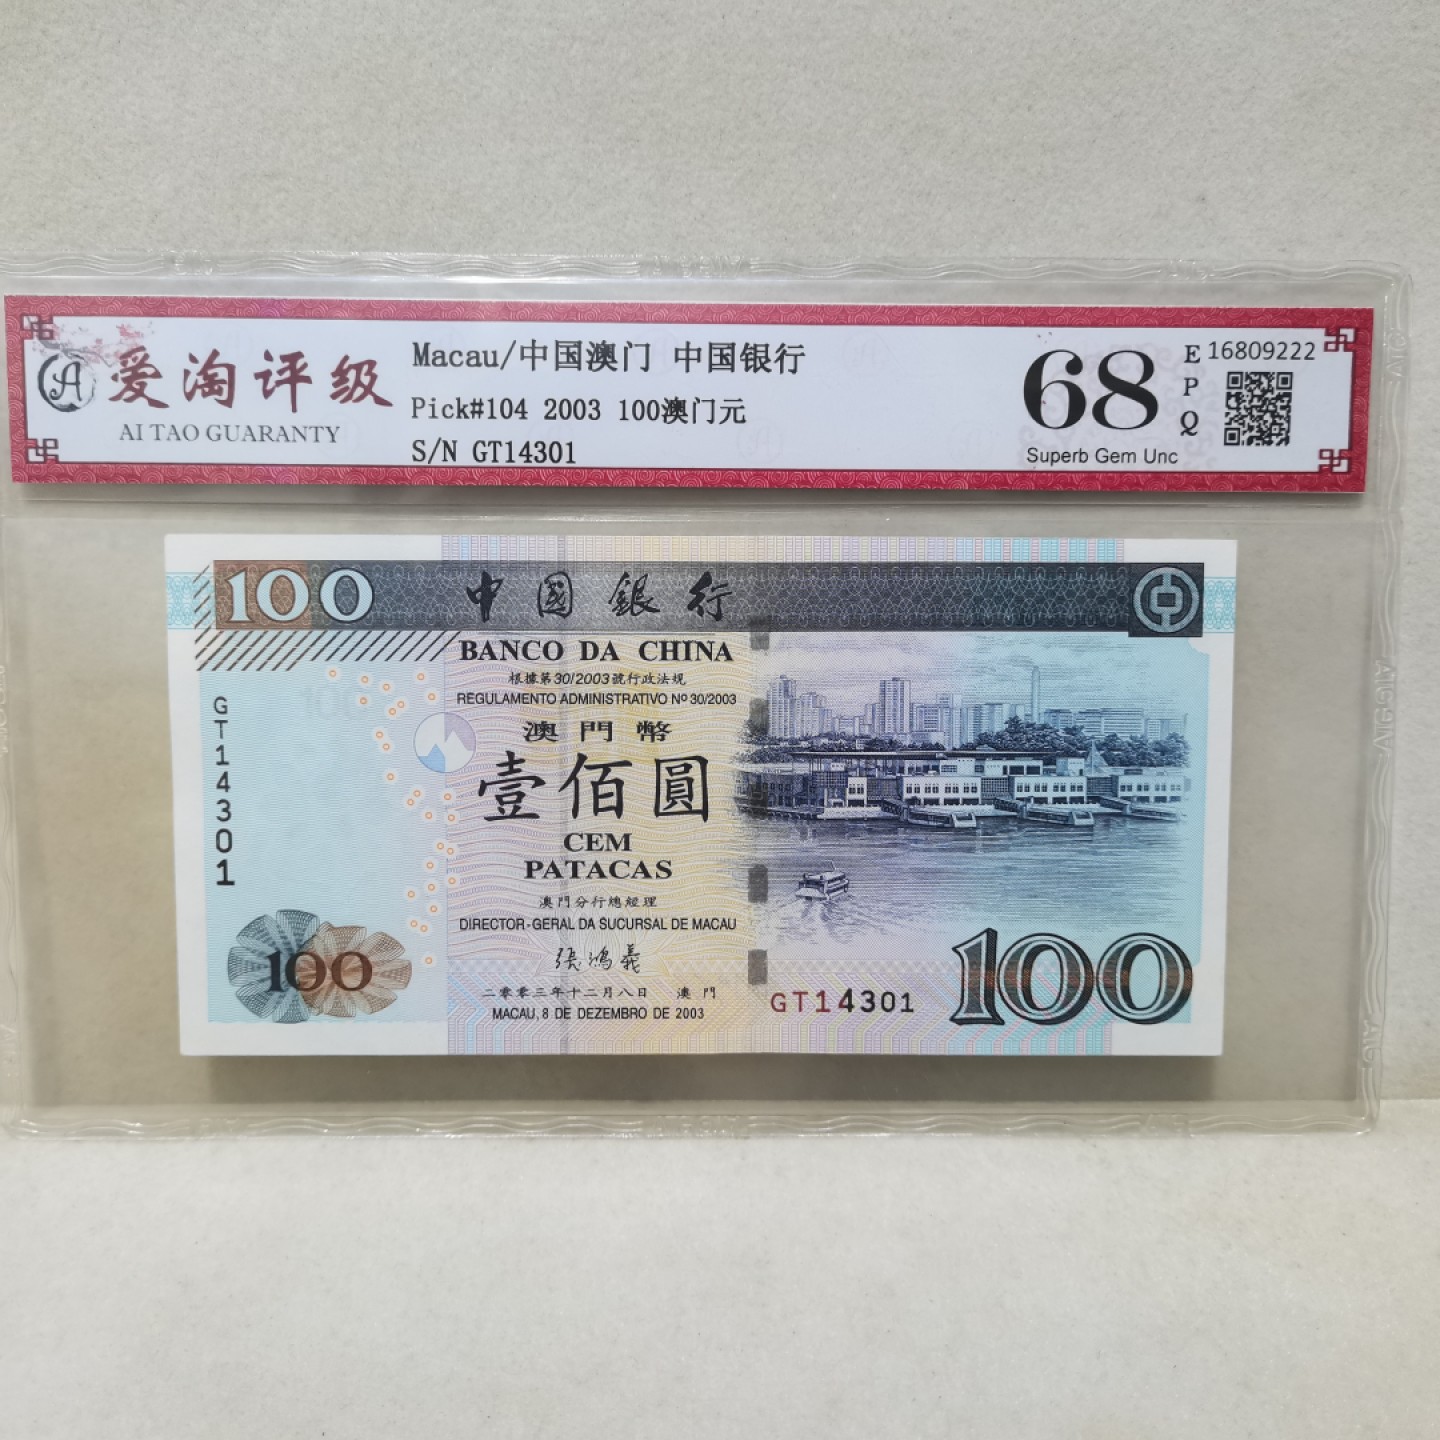 爱淘评级
AI TAO GUARANTY
Macau/中国澳门 中国银行
Pick#104 2003 100澳门元
S/N GT14301
68
EPQ
Superb Gem Unc
16809222
100
中國銀行
BANCO DA CHINA
根據第30/2003號行政法規
REGULAMENTO ADMINISTRATIVO Nº 30/2003
澳門幣
壹佰圓
CEM
PATACAS
澳門分行總經理
DIRECTOR-GERAL DA SUCURSAL DE MACAU
張鴻義
二零零三年十二月八日 澳門
MACAU, 8 DE DEZEMBRO DE 2003
GT14301
100
GT14301
100